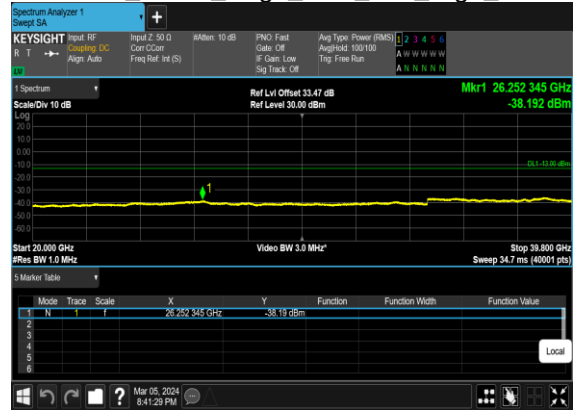 Spectrum Analyzer 1
Swept SA
+
KEYSIGHT Input: RF Input Z: 50 Ω #Atten: 10 dB PNO: Fast Avg Type: Power (RMS) 1 2 3 4 5 6
R T Coupling: DC Corr CCorr Gate: Off Avg|Hold: 100/100 A W W W W W
Align: Auto Freq Ref: Int (S) IF Gain: Low Trig: Free Run
LXI Sig Track: Off A N N N N N
1 Spectrum Ref Lvl Offset 33.47 dB Mkr1 26.252 345 GHz
Scale/Div 10 dB Ref Level 30.00 dBm -38.192 dBm
Log
20.0
10.0
0.00
-10.0 DL1 -13.00 dBm
-20.0
-30.0 1
-40.0
-50.0
-60.0
Start 20.000 GHz Video BW 3.0 MHz* Stop 39.800 GHz
#Res BW 1.0 MHz Sweep 34.7 ms (40001 pts)
5 Marker Table
Mode Trace Scale X Y Function Function Width Function Value
1 N 1 f 26.252 345 GHz -38.19 dBm
2
3
4
5
6
Local
? Mar 05, 2024
8:41:29 PM